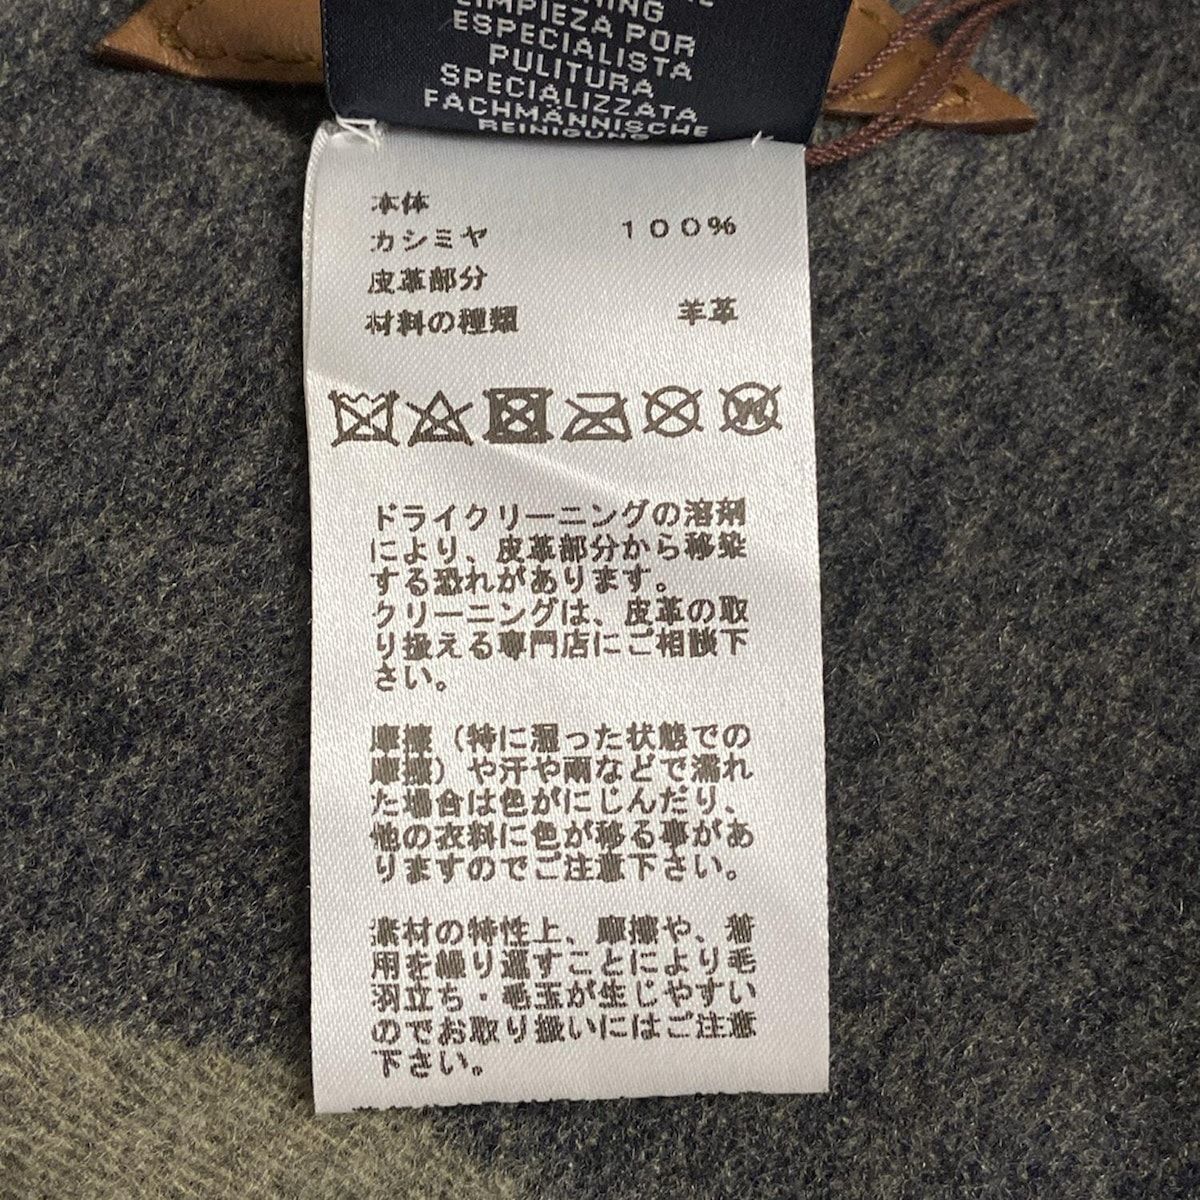 LIMPIEZA POR
ESPECIALISTA
PULITURA
SPECIALIZZATA
FACHMÄNNISCHE
REINIGUNG
本体
カシミヤ 100%
皮革部分
材料の種類 羊革
W
ドライクリーニングの溶剤
により、皮革部分から移染
する恐れがあります。
クリーニングは、皮革の取
り扱える専門店にご相談下
さい。
摩擦（特に湿った状態での
摩擦）や汗や雨などで濡れ
た場合は色がにじんだり、
他の衣料に色が移る事があ
りますのでご注意下さい。
素材の特性上、摩擦や、着
用を繰り返すことにより毛
羽立ち・毛玉が生じやすい
のでお取り扱いにはご注意
下さい。